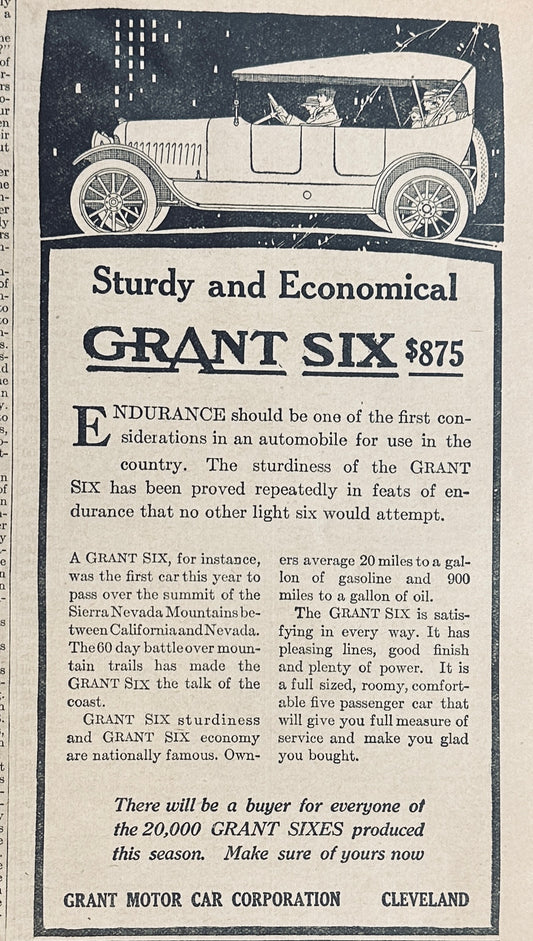 Sturdy and Economical
GRANT SIX $875
ENDURANCE should be one of the first con-
siderations in an automobile for use in the
country. The sturdiness of the GRANT
SIX has been proved repeatedly in feats of en-
durance that no other light six would attempt.
A GRANT SIX, for instance,
was the first car this year to
pass over the summit of the
Sierra Nevada Mountains be-
tween California and Nevada.
The 60 day battle over moun-
tain trails has made the
GRANT SIX the talk of the
coast.
GRANT SIX sturdiness
and GRANT SIX economy
are nationally famous. Own-
ers average 20 miles to a gal-
lon of gasoline and 900
miles to a gallon of oil.
The GRANT SIX is satis-
fying in every way. It has
pleasing lines, good finish
and plenty of power. It is
a full sized, roomy, comfort-
able five passenger car that
will give you full measure of
service and make you glad
you bought.
There will be a buyer for everyone of
the 20,000 GRANT SIXES produced
this season. Make sure of yours now
GRANT MOTOR CAR CORPORATION CLEVELAND